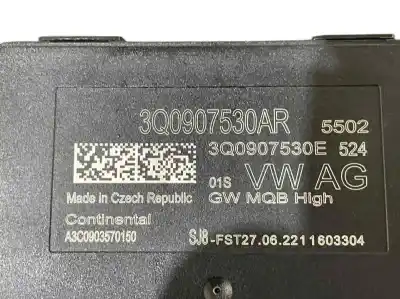 3Q0907530AR 5502
3Q0907530E 524
01S VW AG
Made in Czech Republic GW MQB High
Continental
A3C0903570150 SJ8-FST27.06.2211603304